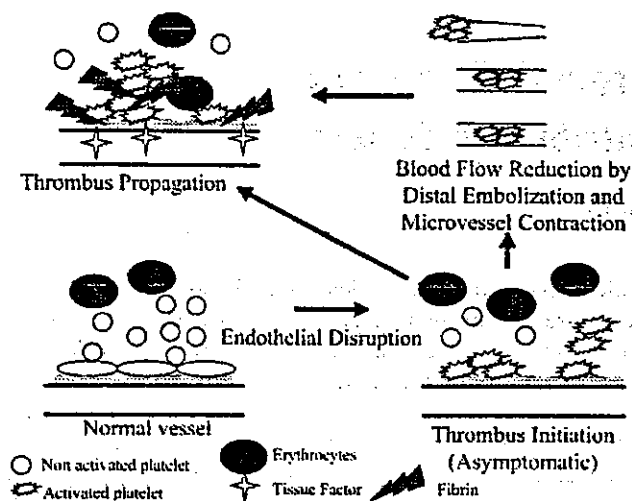 Thrombus Propagation
Blood Flow Reduction by
Distal Embolization and
Microvessel Contraction
Endothelial Disruption
Normal vessel
Thrombus Initiation
(Asymptomatic)
Non activated platelet
Erythrocytes
Activated platelet
Tissue Factor
Fibrin